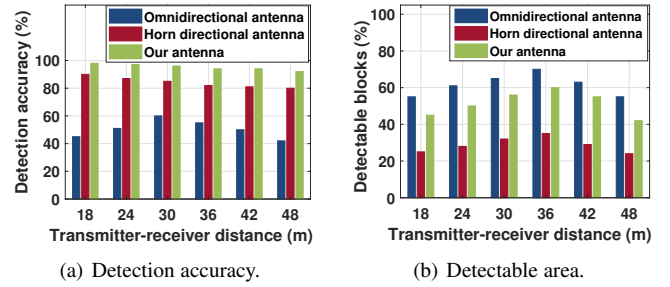 Omnidirectional antenna
Horn directional antenna
Our antenna
Detection accuracy (%)
100
80
60
40
20
0
18 24 30 36 42 48
Transmitter-receiver distance (m)
(a) Detection accuracy.
Omnidirectional antenna
Horn directional antenna
Our antenna
Detectable blocks (%)
100
80
60
40
20
0
18 24 30 36 42 48
Transmitter-receiver distance (m)
(b) Detectable area.